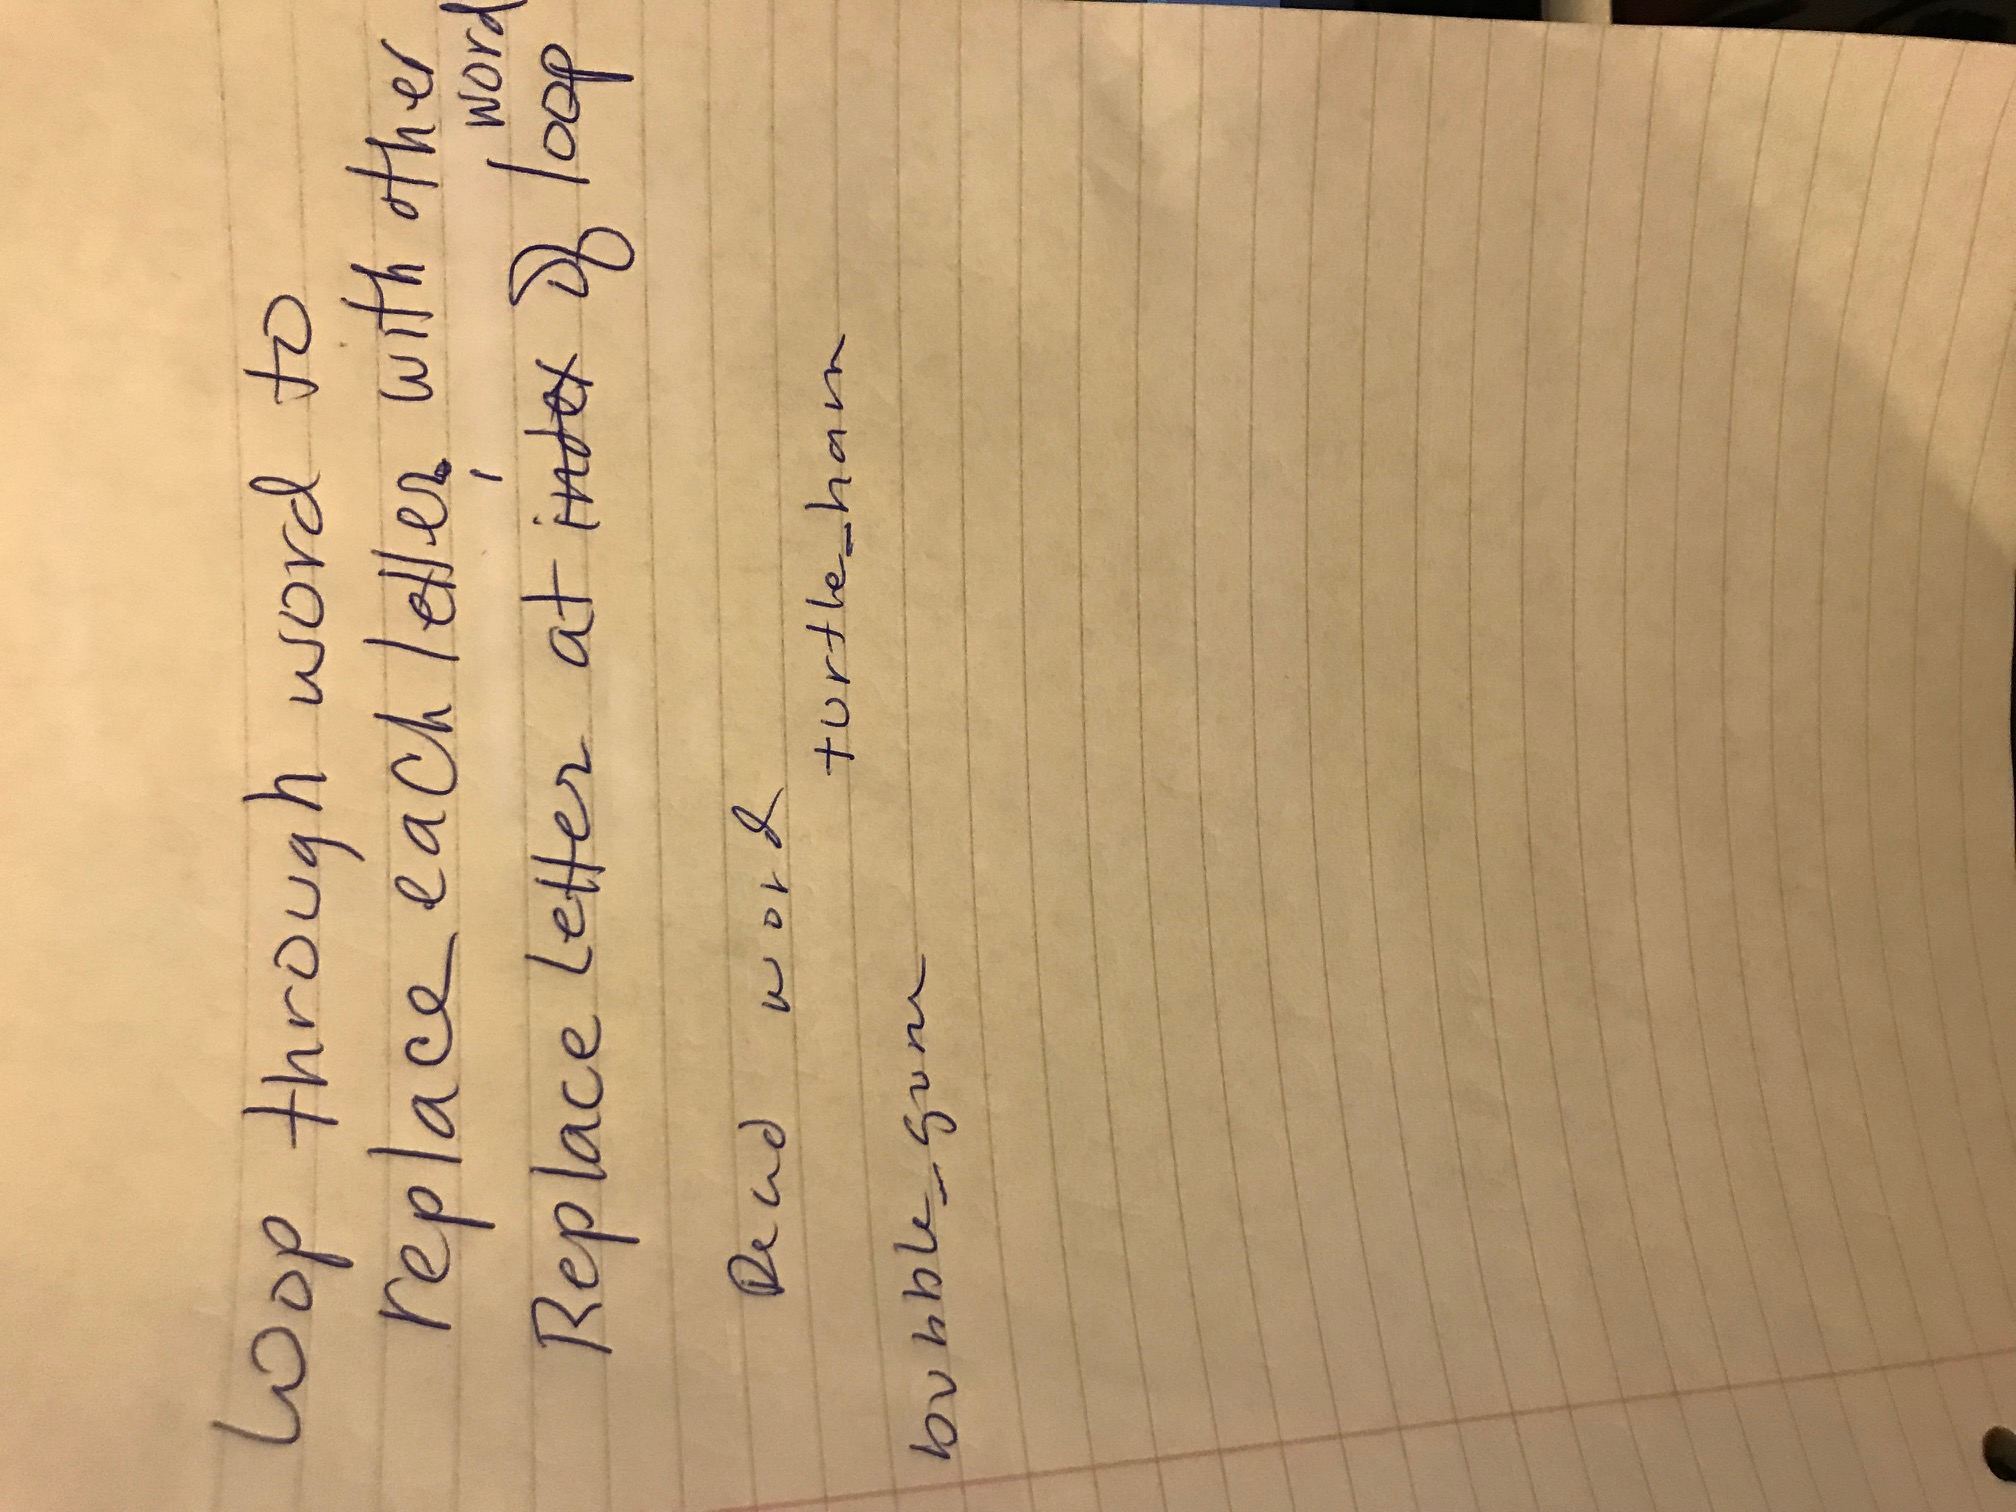 Loop through word to
replace each letter, with other
word
Replace letter at index of loop
Read word
turtle_ham
bubble_gum